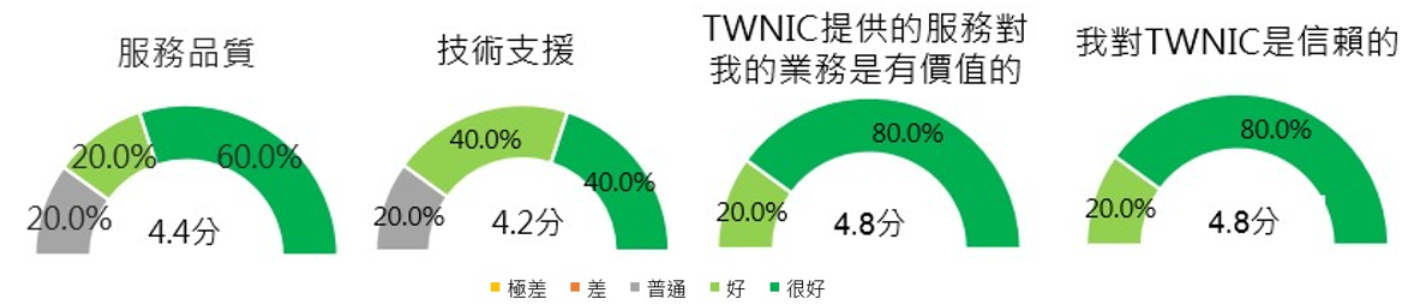 服務品質
20.0%
20.0%
60.0%
4.4分
技術支援
20.0%
40.0%
40.0%
4.2分
TWNIC提供的服務對
我的業務是有價值的
20.0%
80.0%
4.8分
我對TWNIC是信賴的
20.0%
80.0%
4.8分
極差 差 普通 好 很好